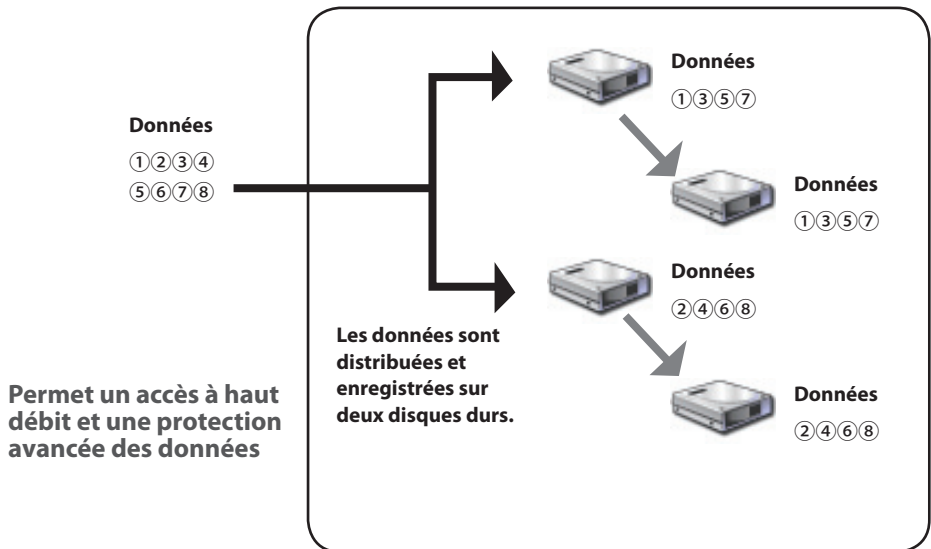 Données
①②③④
⑤⑥⑦⑧
Données
①③⑤⑦
Données
①③⑤⑦
Données
②④⑥⑧
Données
②④⑥⑧
Les données sont
distribuées et
enregistrées sur
deux disques durs.
Permet un accès à haut
débit et une protection
avancée des données